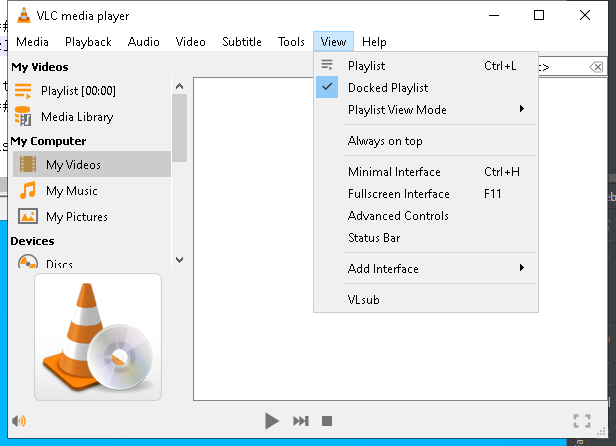 VLC media player
Media Playback Audio Video Subtitle Tools View Help
My Videos
Playlist [00:00]
Media Library
My Computer
My Videos
My Music
My Pictures
Devices
Discs
Playlist Ctrl+L
Docked Playlist
Playlist View Mode
Always on top
Minimal Interface Ctrl+H
Fullscreen Interface F11
Advanced Controls
Status Bar
Add Interface
VLsub